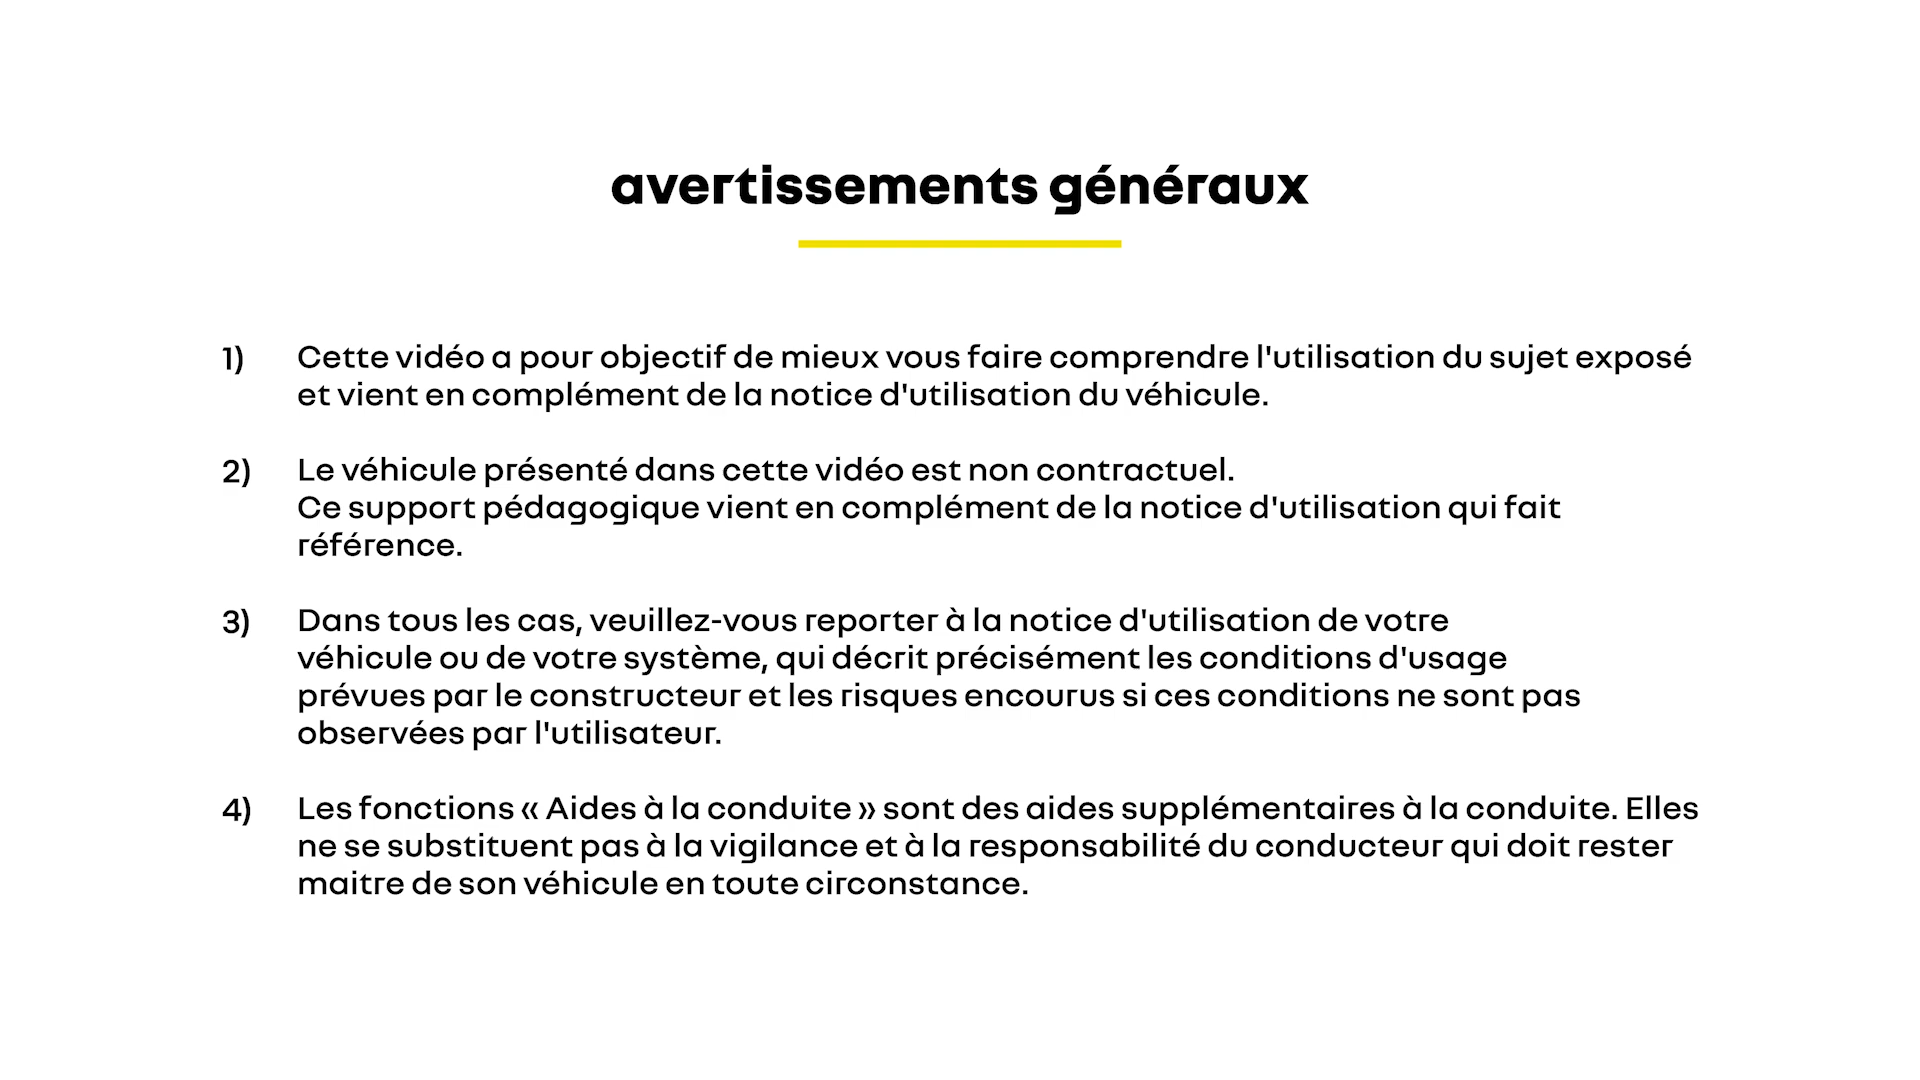 avertissements généraux
1) Cette vidéo a pour objectif de mieux vous faire comprendre l'utilisation du sujet exposé
et vient en complément de la notice d'utilisation du véhicule.
2) Le véhicule présenté dans cette vidéo est non contractuel.
Ce support pédagogique vient en complément de la notice d'utilisation qui fait
référence.
3) Dans tous les cas, veuillez-vous reporter à la notice d'utilisation de votre
véhicule ou de votre système, qui décrit précisément les conditions d'usage
prévues par le constructeur et les risques encourus si ces conditions ne sont pas
observées par l'utilisateur.
4) Les fonctions « Aides à la conduite » sont des aides supplémentaires à la conduite. Elles
ne se substituent pas à la vigilance et à la responsabilité du conducteur qui doit rester
maitre de son véhicule en toute circonstance.